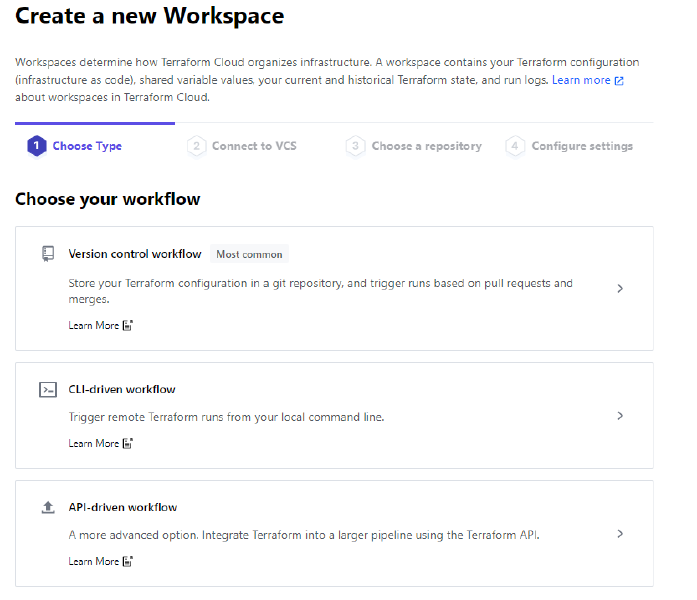 Create a new Workspace
Workspaces determine how Terraform Cloud organizes infrastructure. A workspace contains your Terraform configuration
(infrastructure as code), shared variable values, your current and historical Terraform state, and run logs. Learn more
about workspaces in Terraform Cloud.
1 Choose Type 2 Connect to VCS 3 Choose a repository 4 Configure settings
Choose your workflow
Version control workflow Most common
Store your Terraform configuration in a git repository, and trigger runs based on pull requests and
merges.
Learn More
CLI-driven workflow
Trigger remote Terraform runs from your local command line.
Learn More
API-driven workflow
A more advanced option. Integrate Terraform into a larger pipeline using the Terraform API.
Learn More